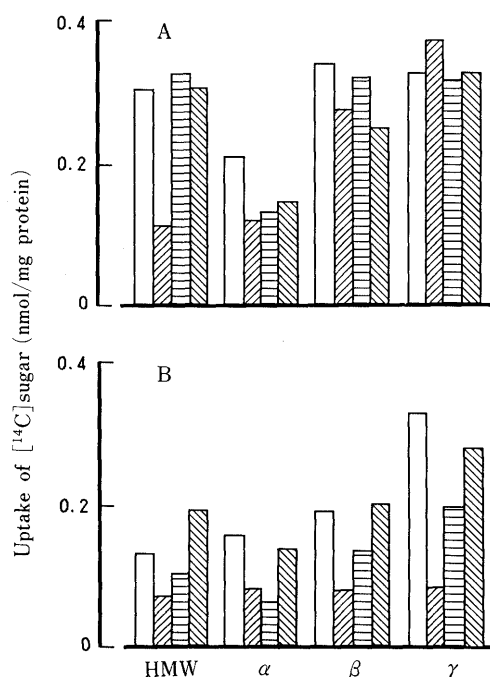 Uptake of [¹⁴C]sugar (nmol/mg protein)
0.4
A
0.2
0
0.4
B
0.2
0
HMW α β γ